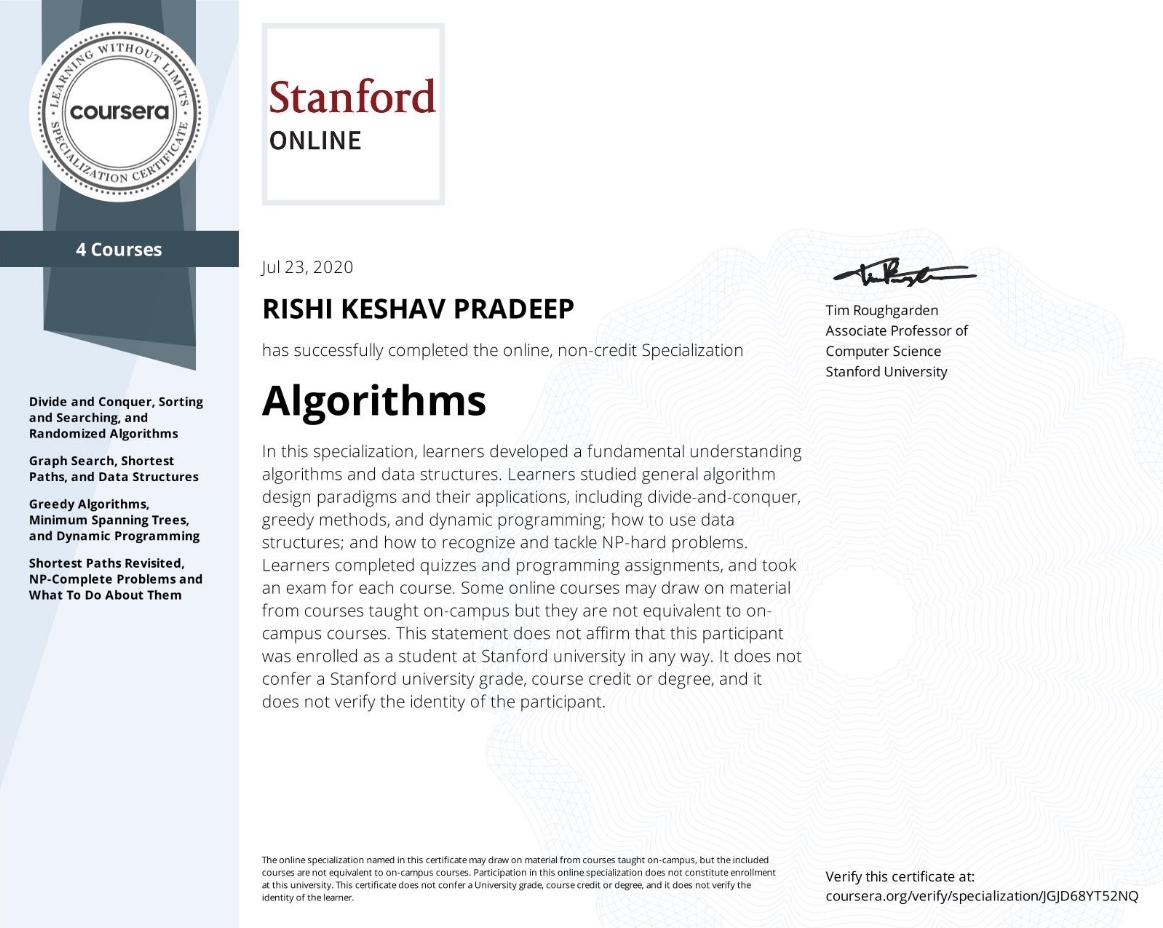 LEARNING WITHOUT LIMITS
coursera
SPECIALIZATION CERTIFICATE
4 Courses
Divide and Conquer, Sorting
and Searching, and
Randomized Algorithms
Graph Search, Shortest
Paths, and Data Structures
Greedy Algorithms,
Minimum Spanning Trees,
and Dynamic Programming
Shortest Paths Revisited,
NP-Complete Problems and
What To Do About Them
Stanford
ONLINE
Jul 23, 2020
RISHI KESHAV PRADEEP
has successfully completed the online, non-credit Specialization
Algorithms
In this specialization, learners developed a fundamental understanding
algorithms and data structures. Learners studied general algorithm
design paradigms and their applications, including divide-and-conquer,
greedy methods, and dynamic programming; how to use data
structures; and how to recognize and tackle NP-hard problems.
Learners completed quizzes and programming assignments, and took
an exam for each course. Some online courses may draw on material
from courses taught on-campus but they are not equivalent to on-
campus courses. This statement does not affirm that this participant
was enrolled as a student at Stanford university in any way. It does not
confer a Stanford university grade, course credit or degree, and it
does not verify the identity of the participant.
Tim Roughgarden
Associate Professor of
Computer Science
Stanford University
The online specialization named in this certificate may draw on material from courses taught on-campus, but the included
courses are not equivalent to on-campus courses. Participation in this online specialization does not constitute enrollment
at this university. This certificate does not confer a University grade, course credit or degree, and it does not verify the
identity of the learner.
Verify this certificate at:
coursera.org/verify/specialization/JGJD68YT52NQ